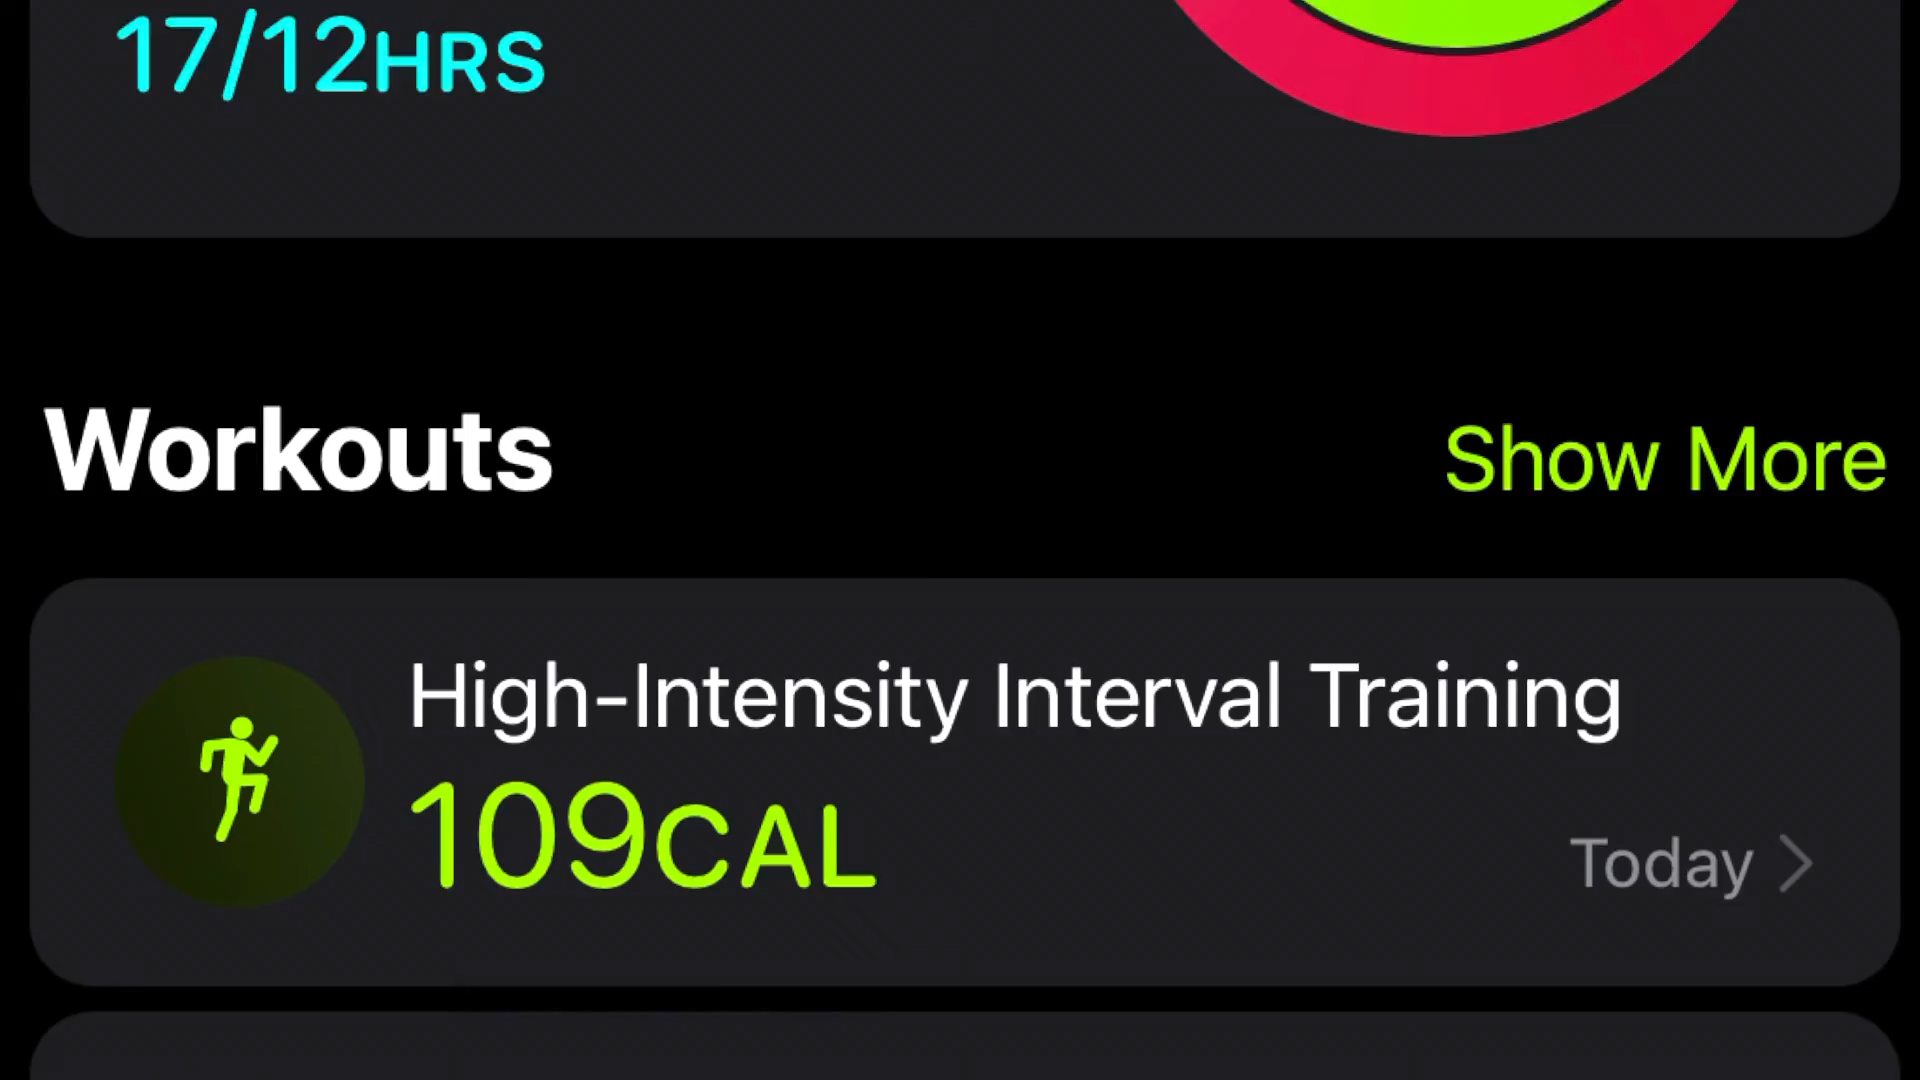 17/12HRS
Workouts
Show More
High-Intensity Interval Training
109CAL
Today